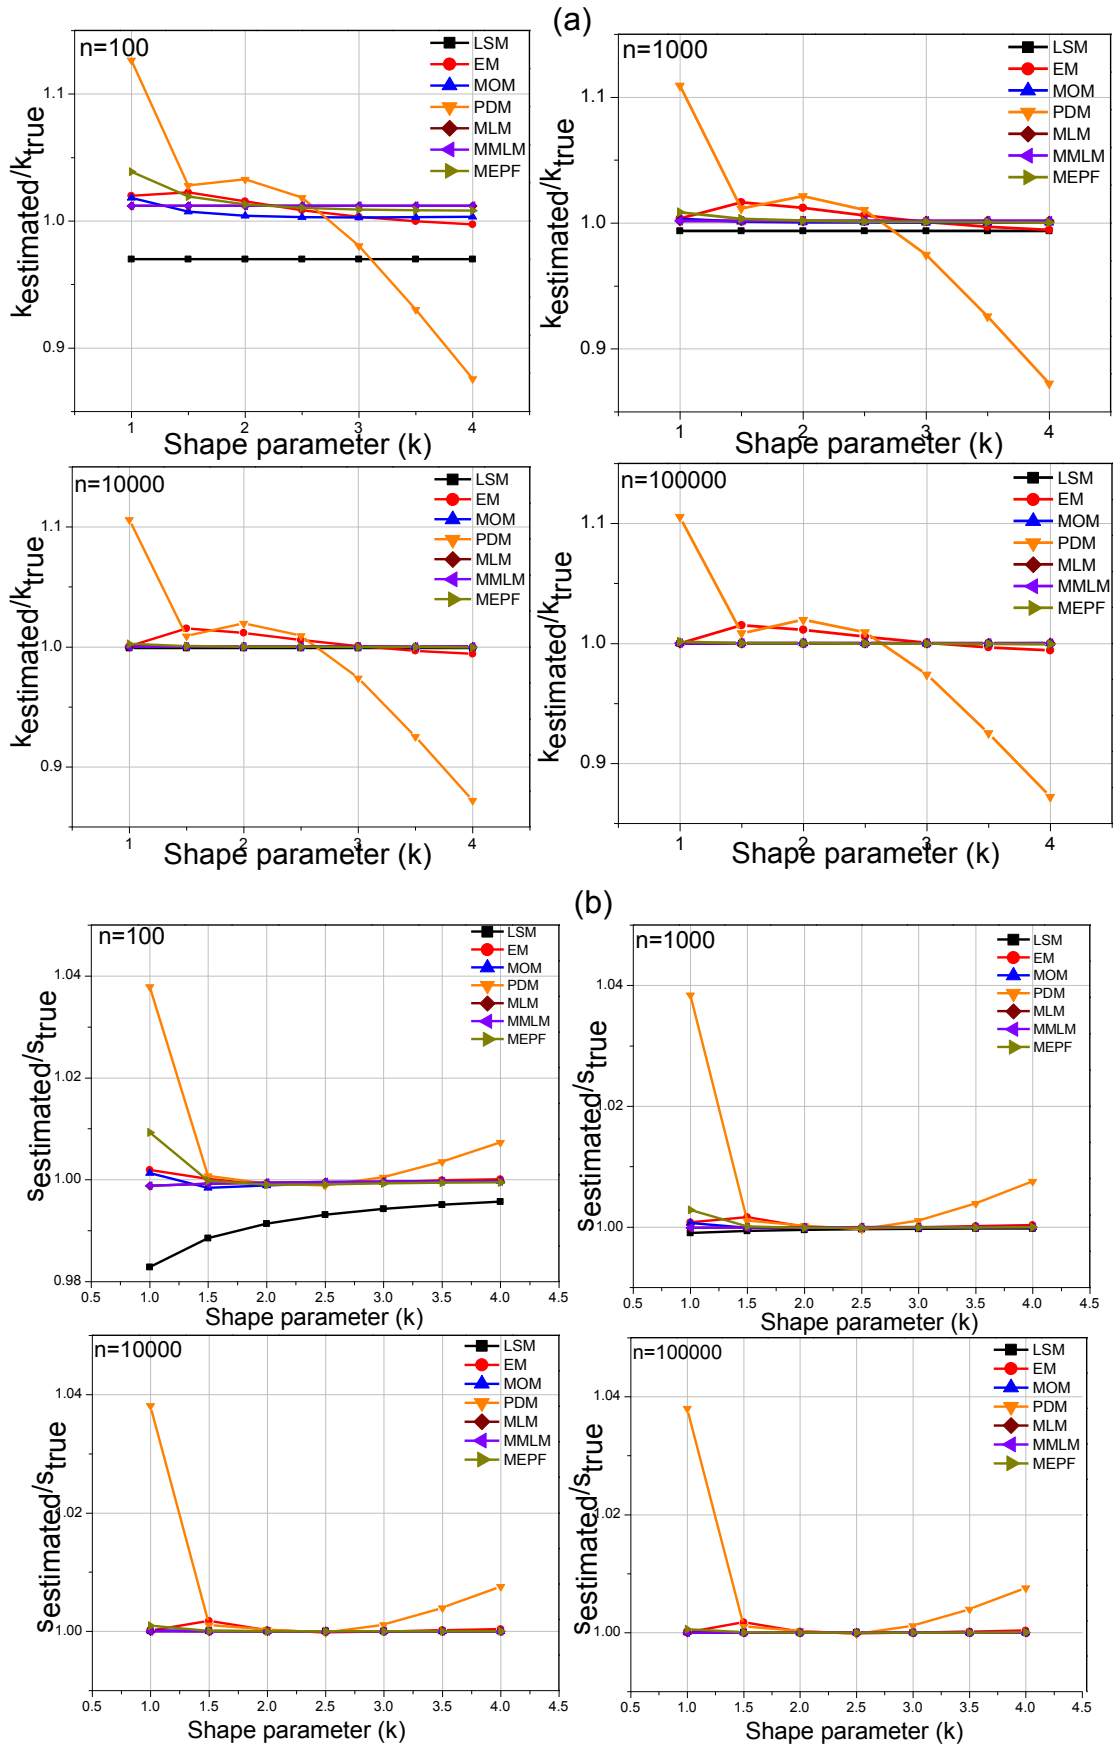 (a)
n=100
LSM
EM
MOM
PDM
MLM
MMLM
MEPF
1.1
1.0
0.9
kestimated/ktrue
1 2 3 4
Shape parameter (k)
n=1000
LSM
EM
MOM
PDM
MLM
MMLM
MEPF
1.1
1.0
0.9
kestimated/ktrue
1 2 3 4
Shape parameter (k)
n=10000
LSM
EM
MOM
PDM
MLM
MMLM
MEPF
1.1
1.0
0.9
kestimated/ktrue
1 2 3 4
Shape parameter (k)
n=100000
LSM
EM
MOM
PDM
MLM
MMLM
MEPF
1.1
1.0
0.9
kestimated/ktrue
1 2 3 4
Shape parameter (k)
(b)
n=100
LSM
EM
MOM
PDM
MLM
MMLM
MEPF
1.04
1.02
1.00
0.98
sestimated/strue
0.5 1.0 1.5 2.0 2.5 3.0 3.5 4.0 4.5
Shape parameter (k)
n=1000
LSM
EM
MOM
PDM
MLM
MMLM
MEPF
1.04
1.02
1.00
sestimated/strue
0.5 1.0 1.5 2.0 2.5 3.0 3.5 4.0 4.5
Shape parameter (k)
n=10000
LSM
EM
MOM
PDM
MLM
MMLM
MEPF
1.04
1.02
1.00
sestimated/strue
0.5 1.0 1.5 2.0 2.5 3.0 3.5 4.0 4.5
Shape parameter (k)
n=100000
LSM
EM
MOM
PDM
MLM
MMLM
MEPF
1.04
1.02
1.00
sestimated/strue
0.5 1.0 1.5 2.0 2.5 3.0 3.5 4.0 4.5
Shape parameter (k)